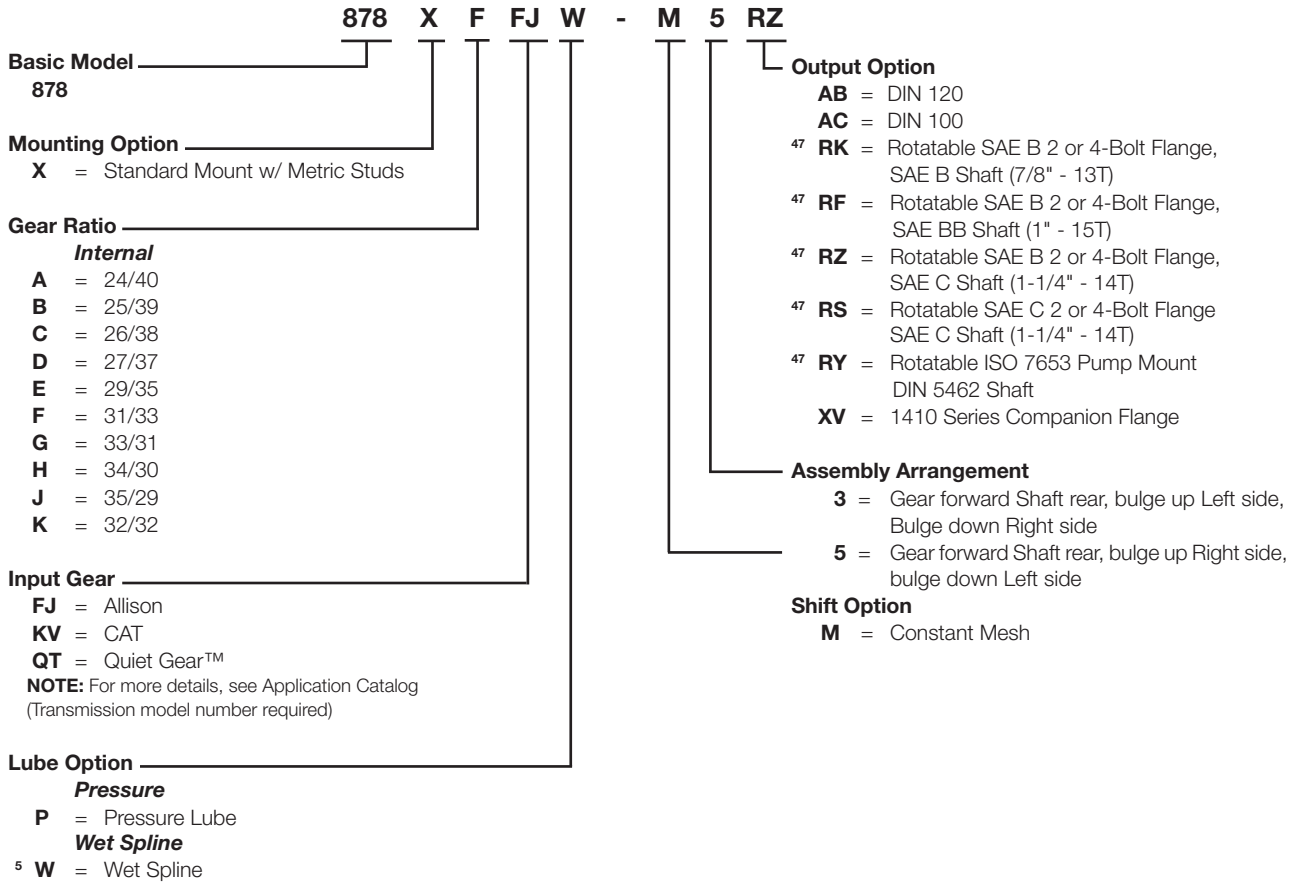 878 X F FJ W - M 5 RZ
Basic Model
878
Mounting Option
X = Standard Mount w/ Metric Studs
Gear Ratio
Internal
A = 24/40
B = 25/39
C = 26/38
D = 27/37
E = 29/35
F = 31/33
G = 33/31
H = 34/30
J = 35/29
K = 32/32
Input Gear
FJ = Allison
KV = CAT
QT = Quiet Gear™
NOTE: For more details, see Application Catalog
(Transmission model number required)
Lube Option
Pressure
P = Pressure Lube
Wet Spline
5 W = Wet Spline
Output Option
AB = DIN 120
AC = DIN 100
47 RK = Rotatable SAE B 2 or 4-Bolt Flange,
SAE B Shaft (7/8" - 13T)
47 RF = Rotatable SAE B 2 or 4-Bolt Flange,
SAE BB Shaft (1" - 15T)
47 RZ = Rotatable SAE B 2 or 4-Bolt Flange,
SAE C Shaft (1-1/4" - 14T)
47 RS = Rotatable SAE C 2 or 4-Bolt Flange
SAE C Shaft (1-1/4" - 14T)
47 RY = Rotatable ISO 7653 Pump Mount
DIN 5462 Shaft
XV = 1410 Series Companion Flange
Assembly Arrangement
3 = Gear forward Shaft rear, bulge up Left side,
Bulge down Right side
5 = Gear forward Shaft rear, bulge up Right side,
bulge down Left side
Shift Option
M = Constant Mesh